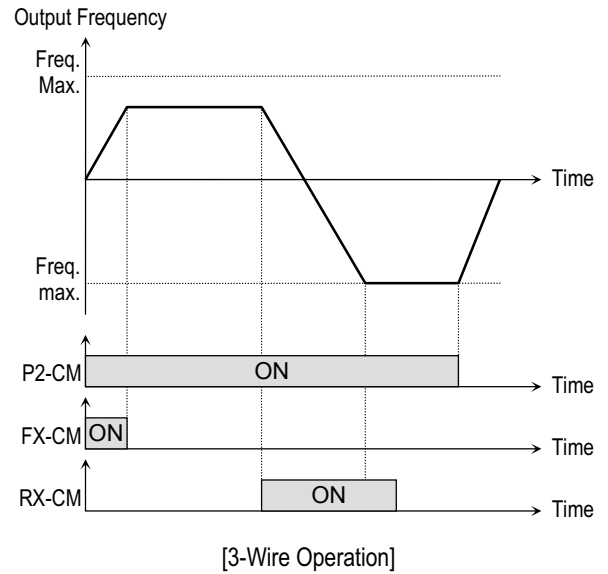 Output Frequency
Freq.
Max.
Time
Freq.
max.
P2-CM
ON
Time
FX-CM
ON
Time
RX-CM
ON
Time
[3-Wire Operation]